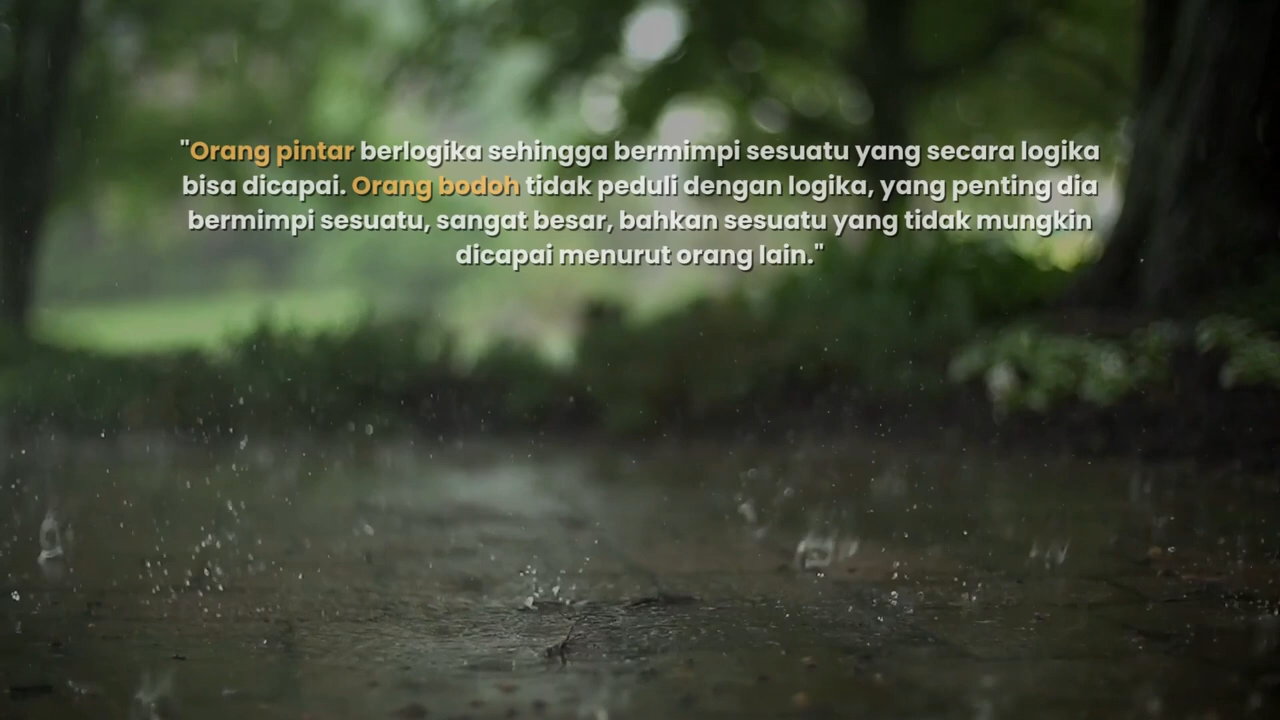 "Orang pintar berlogika sehingga bermimpi sesuatu yang secara logika
bisa dicapai. Orang bodoh tidak peduli dengan logika, yang penting dia
bermimpi sesuatu, sangat besar, bahkan sesuatu yang tidak mungkin
dicapai menurut orang lain."